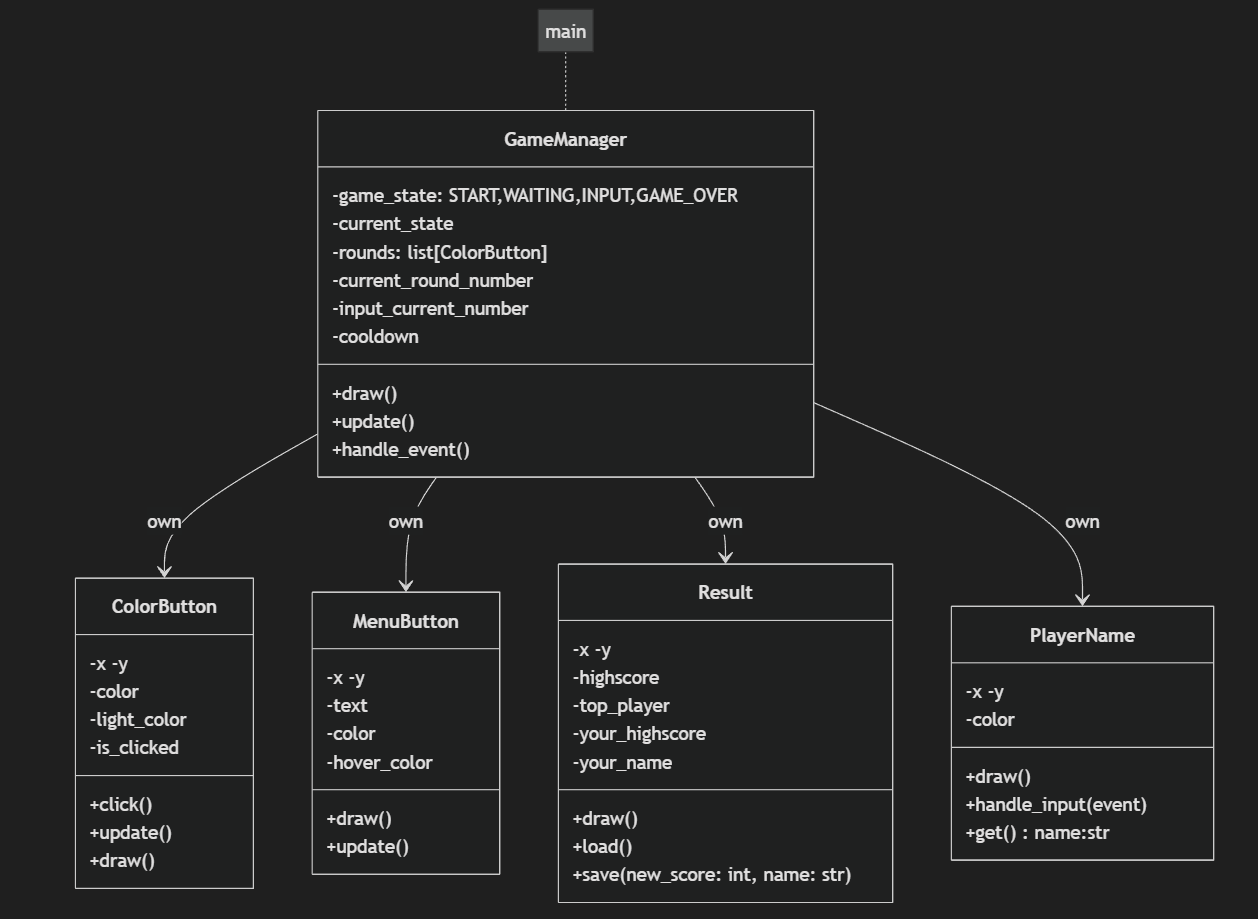 main
GameManager
-game_state: START,WAITING,INPUT,GAME_OVER
-current_state
-rounds: list[ColorButton]
-current_round_number
-input_current_number
-cooldown
+draw()
+update()
+handle_event()
own
own
own
own
ColorButton
-x -y
-color
-light_color
-is_clicked
+click()
+update()
+draw()
MenuButton
-x -y
-text
-color
-hover_color
+draw()
+update()
Result
-x -y
-highscore
-top_player
-your_highscore
-your_name
+draw()
+load()
+save(new_score: int, name: str)
PlayerName
-x -y
-color
+draw()
+handle_input(event)
+get() : name:str